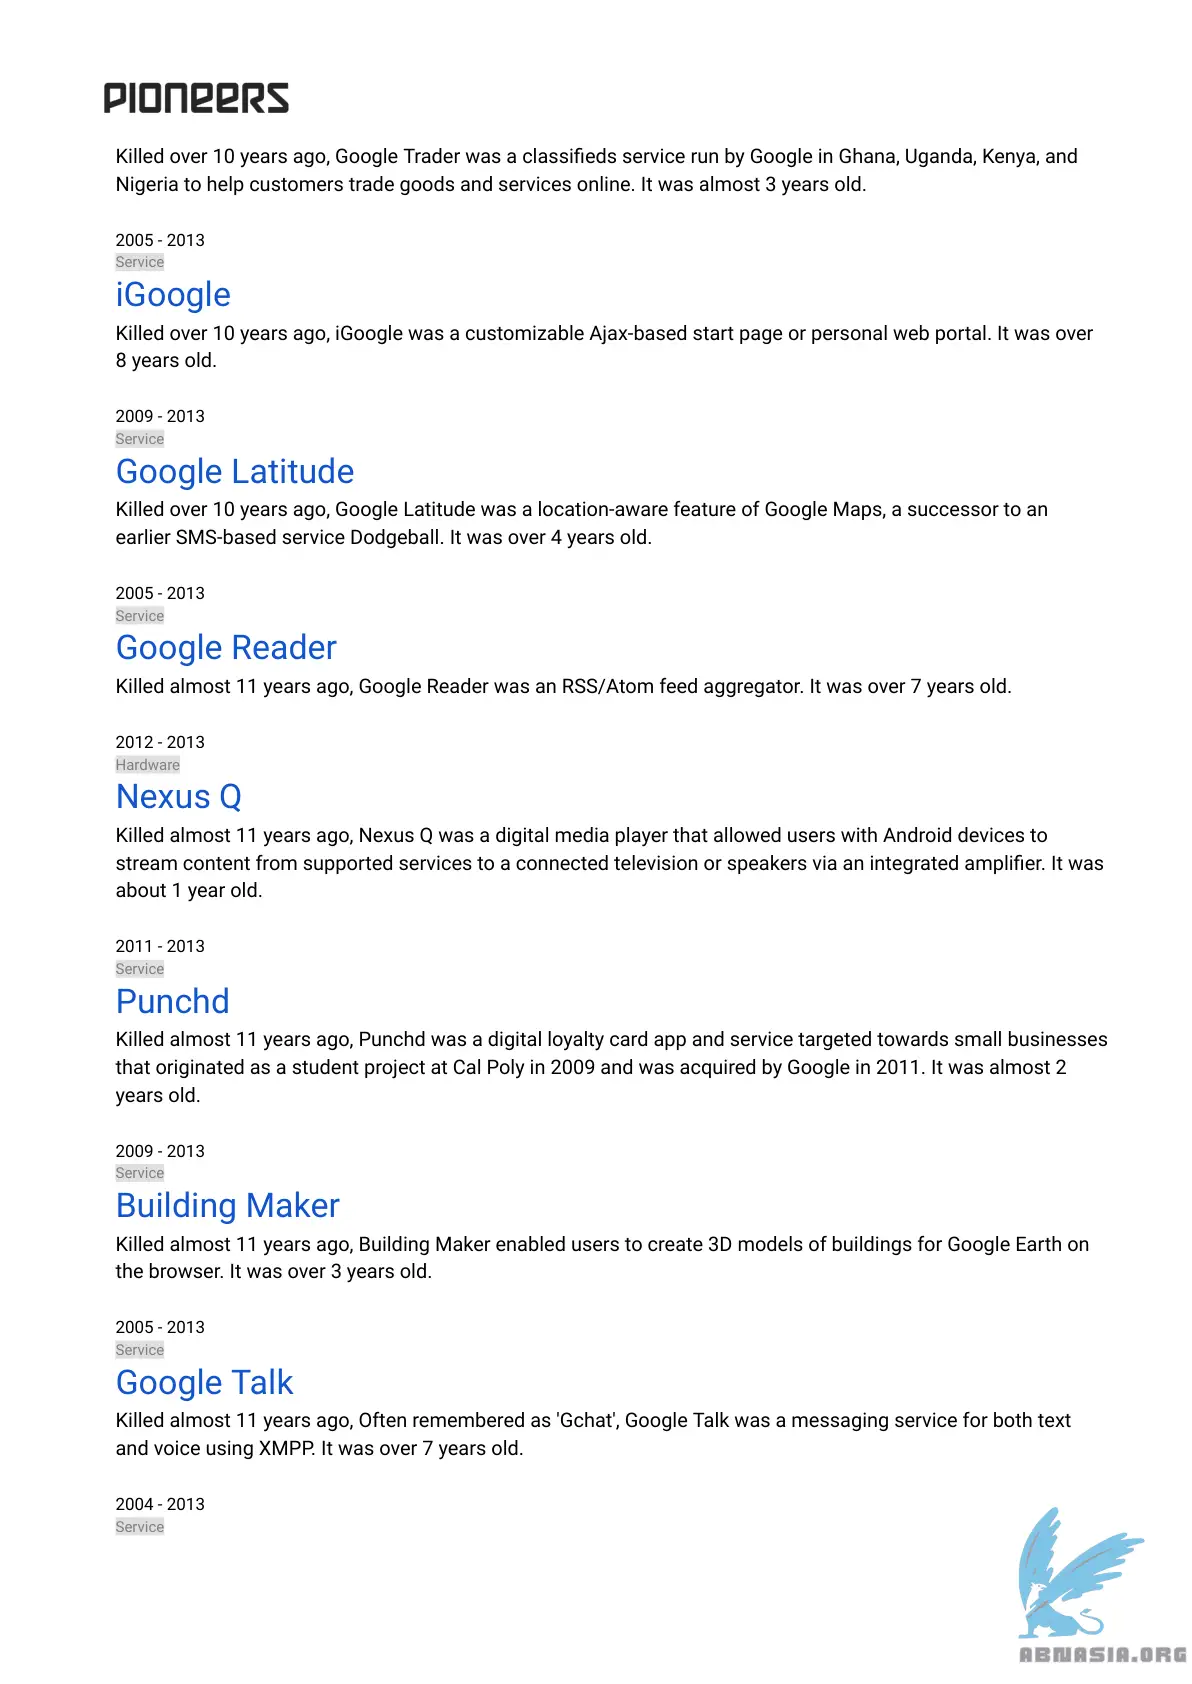 PIONEERS
Killed over 10 years ago, Google Trader was a classifieds service run by Google in Ghana, Uganda, Kenya, and
Nigeria to help customers trade goods and services online. It was almost 3 years old.
2005 - 2013
Service
iGoogle
Killed over 10 years ago, iGoogle was a customizable Ajax-based start page or personal web portal. It was over
8 years old.
2009 - 2013
Service
Google Latitude
Killed over 10 years ago, Google Latitude was a location-aware feature of Google Maps, a successor to an
earlier SMS-based service Dodgeball. It was over 4 years old.
2005 - 2013
Service
Google Reader
Killed almost 11 years ago, Google Reader was an RSS/Atom feed aggregator. It was over 7 years old.
2012 - 2013
Hardware
Nexus Q
Killed almost 11 years ago, Nexus Q was a digital media player that allowed users with Android devices to
stream content from supported services to a connected television or speakers via an integrated amplifier. It was
about 1 year old.
2011 - 2013
Service
Punchd
Killed almost 11 years ago, Punchd was a digital loyalty card app and service targeted towards small businesses
that originated as a student project at Cal Poly in 2009 and was acquired by Google in 2011. It was almost 2
years old.
2009 - 2013
Service
Building Maker
Killed almost 11 years ago, Building Maker enabled users to create 3D models of buildings for Google Earth on
the browser. It was over 3 years old.
2005 - 2013
Service
Google Talk
Killed almost 11 years ago, Often remembered as 'Gchat', Google Talk was a messaging service for both text
and voice using XMPP. It was over 7 years old.
2004 - 2013
Service
ABNASIA.ORG